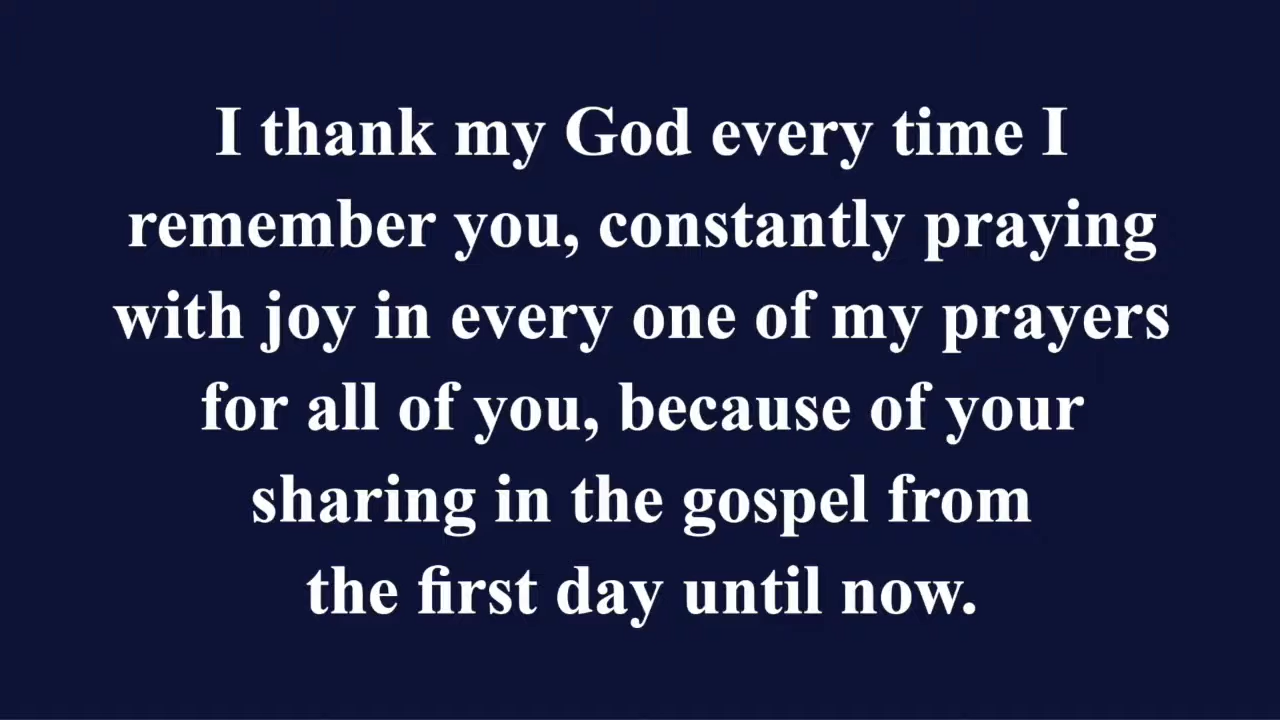 I thank my God every time I
remember you, constantly praying
with joy in every one of my prayers
for all of you, because of your
sharing in the gospel from
the first day until now.